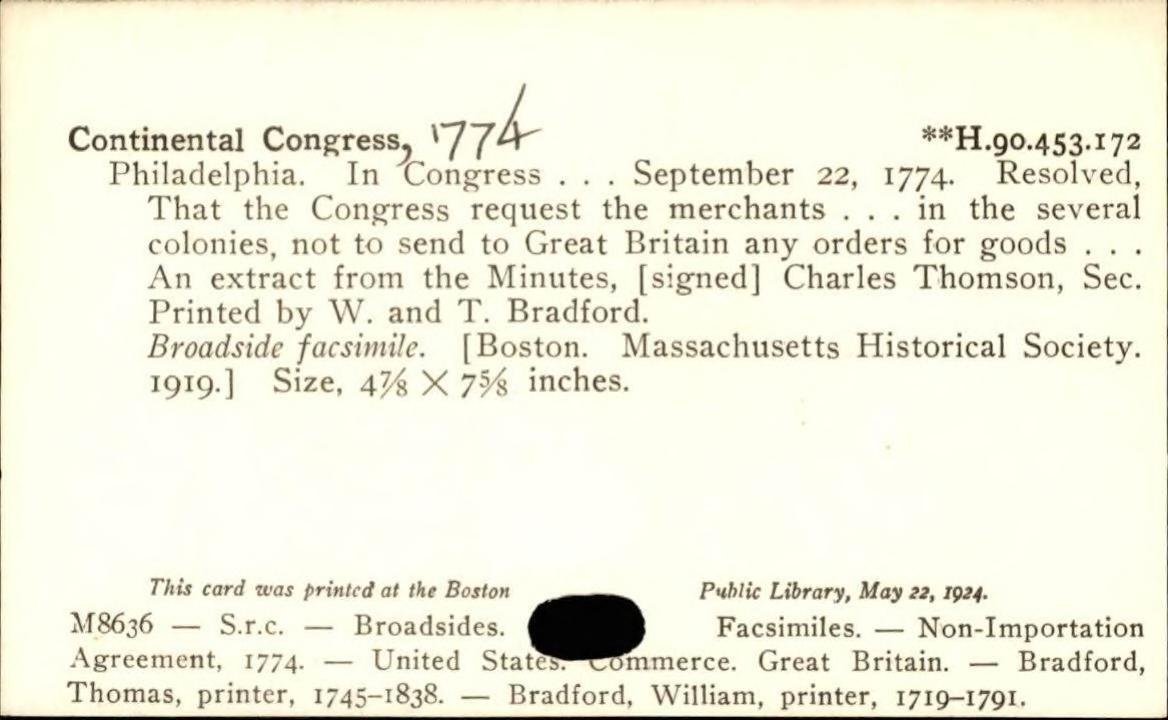 Continental Congress, 1774 **H.90.453.172
Philadelphia. In Congress . . . September 22, 1774. Resolved,
That the Congress request the merchants . . . in the several
colonies, not to send to Great Britain any orders for goods . . .
An extract from the Minutes, [signed] Charles Thomson, Sec.
Printed by W. and T. Bradford.
Broadside facsimile. [Boston. Massachusetts Historical Society.
1919.] Size, 4⅞ × 7⅝ inches.
This card was printed at the Boston Public Library, May 22, 1924.
M8636 — S.r.c. — Broadsides. Facsimiles. — Non-Importation
Agreement, 1774. — United States. Commerce. Great Britain. — Bradford,
Thomas, printer, 1745–1838. — Bradford, William, printer, 1719–1791.